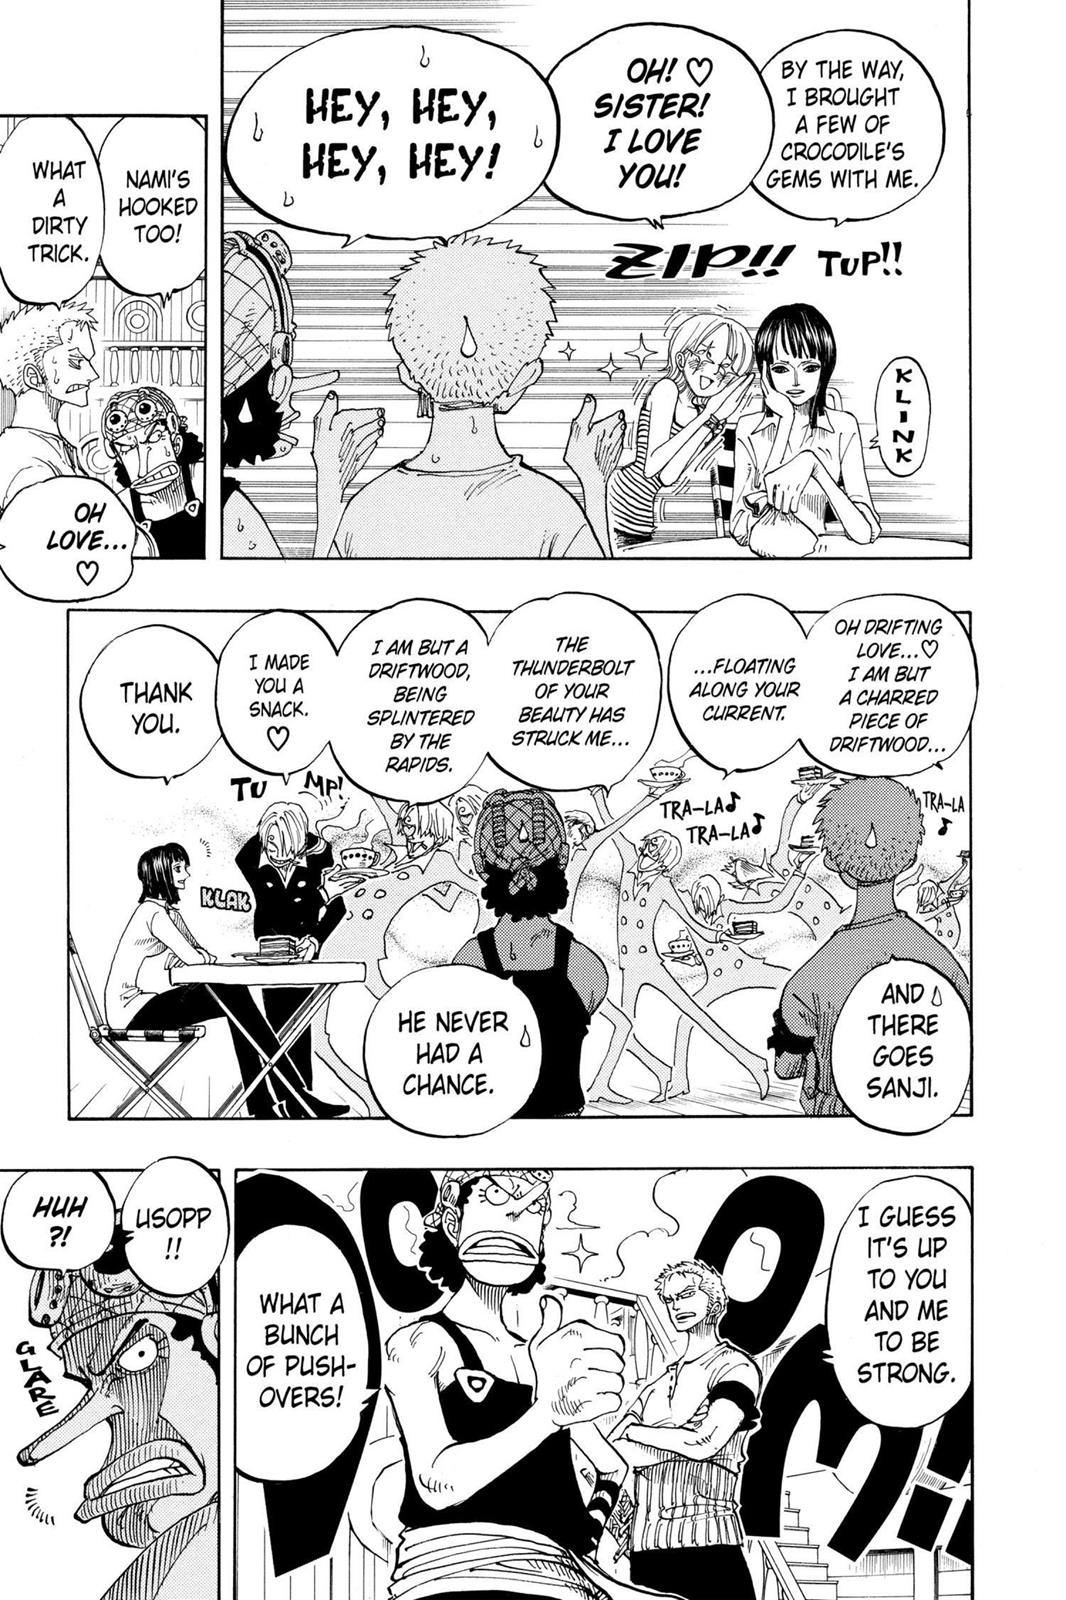 BY THE WAY,
I BROUGHT
A FEW OF
CROCODILE'S
GEMS WITH ME.
OH! ♡
SISTER!
I LOVE
YOU!
HEY, HEY,
HEY, HEY!
ZIP!!
TUP!!
KLINK
NAMI'S
HOOKED
TOO!
WHAT
A
DIRTY
TRICK.
OH
LOVE...
♡
OH DRIFTING
LOVE...♡
I AM BUT
A CHARRED
PIECE OF
DRIFTWOOD...
...FLOATING
ALONG YOUR
CURRENT.
THE
THUNDERBOLT
OF YOUR
BEAUTY HAS
STRUCK ME...
I AM BUT A
DRIFTWOOD,
BEING
SPLINTERED
BY THE
RAPIDS.
I MADE
YOU A
SNACK.
♡
THANK
YOU.
TRA-LA
♪
TRA-LA♪
TRA-LA♪
TUMP!
KLAK
AND
THERE
GOES
SANJI.
HE NEVER
HAD A
CHANCE.
I GUESS
IT'S UP
TO YOU
AND ME
TO BE
STRONG.
WHAT A
BUNCH
OF PUSH-
OVERS!
USOPP
!!
HUH
?!
GLARE